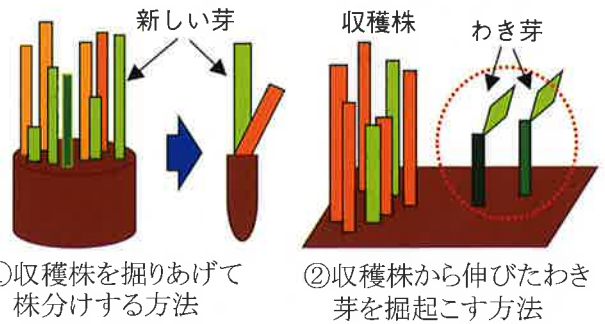 新しい芽
収穫株
わき芽
①収穫株を掘りあげて
株分けする方法
②収穫株から伸びたわき
芽を掘起こす方法